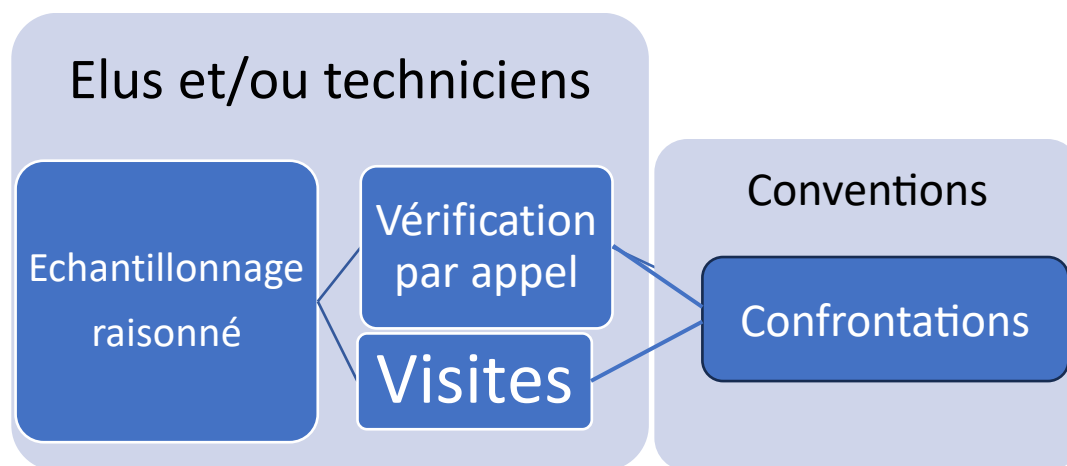 Elus et/ou techniciens
Echantillonnage
raisonné
Vérification
par appel
Visites
Conventions
Confrontations